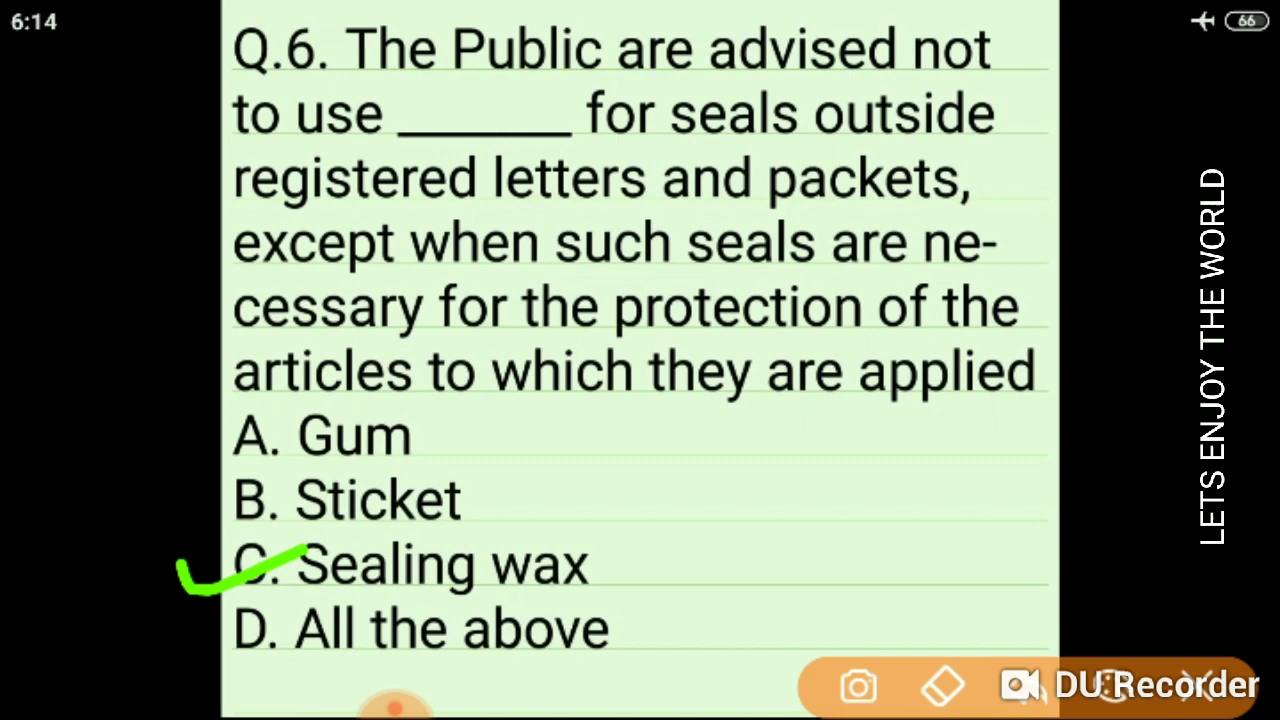 6:14
66
Q.6. The Public are advised not
to use _______ for seals outside
registered letters and packets,
except when such seals are ne-
cessary for the protection of the
articles to which they are applied
A. Gum
B. Sticket
C. Sealing wax
D. All the above
LETS ENJOY THE WORLD
DU Recorder